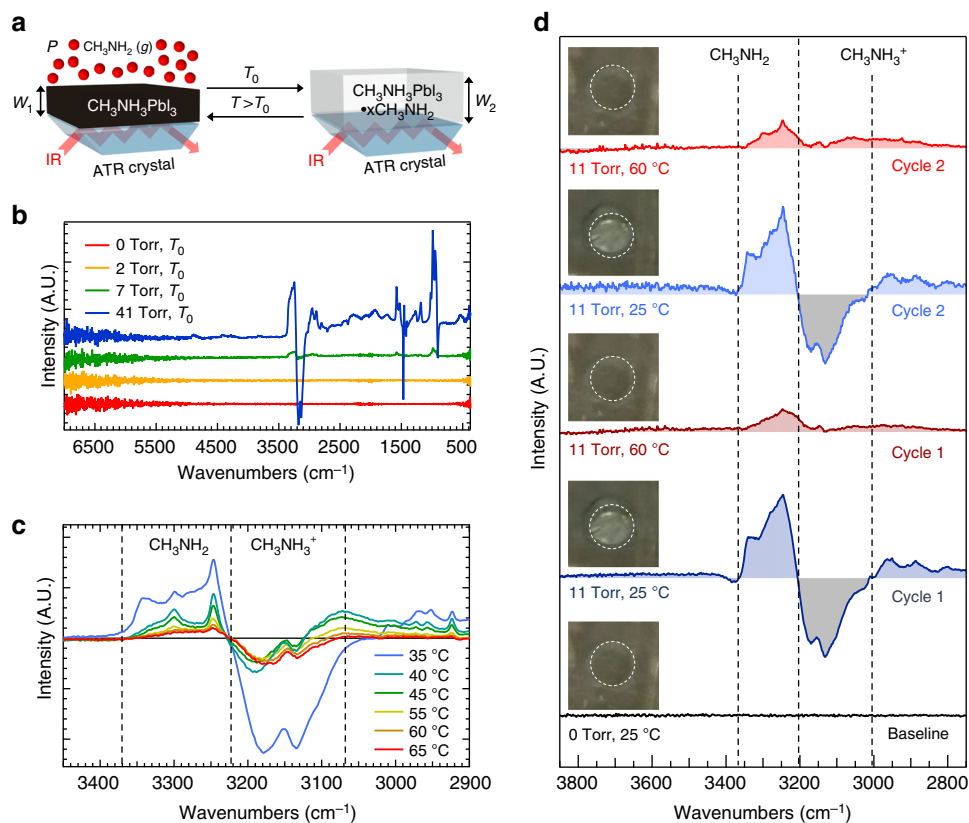 a
P CH₃NH₂ (g)
W₁
CH₃NH₃PbI₃
IR
ATR crystal
T₀
T>T₀
CH₃NH₃PbI₃
•xCH₃NH₂
W₂
ATR crystal
b
Intensity (A.U.)
0 Torr, T₀
2 Torr, T₀
7 Torr, T₀
41 Torr, T₀
6500 5500 4500 3500 2500 1500 500
Wavenumbers (cm⁻¹)
c
Intensity (A.U.)
CH₃NH₂ CH₃NH₃⁺
35 °C
40 °C
45 °C
55 °C
60 °C
65 °C
3400 3300 3200 3100 3000 2900
Wavenumbers (cm⁻¹)
d
Intensity (A.U.)
CH₃NH₂ CH₃NH₃⁺
11 Torr, 60 °C Cycle 2
11 Torr, 25 °C Cycle 2
11 Torr, 60 °C Cycle 1
11 Torr, 25 °C Cycle 1
0 Torr, 25 °C Baseline
3800 3600 3400 3200 3000 2800
Wavenumbers (cm⁻¹)